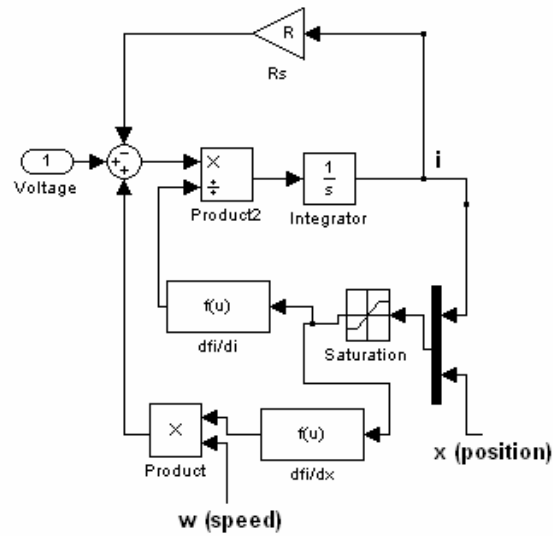 R
Rs
1
Voltage
−
+
+
×
÷
Product2
1
s
Integrator
i
f(u)
dfi/di
Saturation
×
Product
f(u)
dfi/dx
x (position)
w (speed)